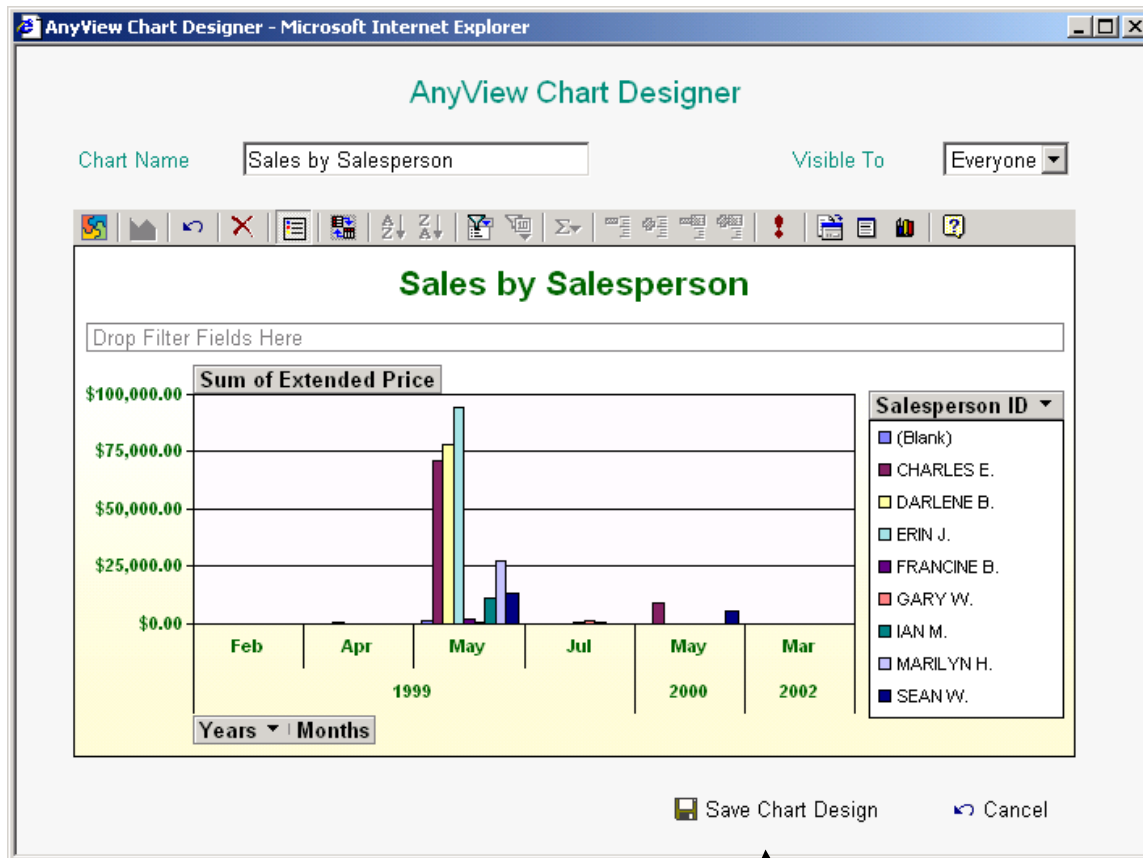 AnyView Chart Designer - Microsoft Internet Explorer
AnyView Chart Designer
Chart Name
Sales by Salesperson
Visible To
Everyone
Sales by Salesperson
Drop Filter Fields Here
Sum of Extended Price
$100,000.00
$75,000.00
$50,000.00
$25,000.00
$0.00
Feb
Apr
May
Jul
May
Mar
1999
2000
2002
Years
Months
Salesperson ID
(Blank)
CHARLES E.
DARLENE B.
ERIN J.
FRANCINE B.
GARY W.
IAN M.
MARILYN H.
SEAN W.
Save Chart Design
Cancel